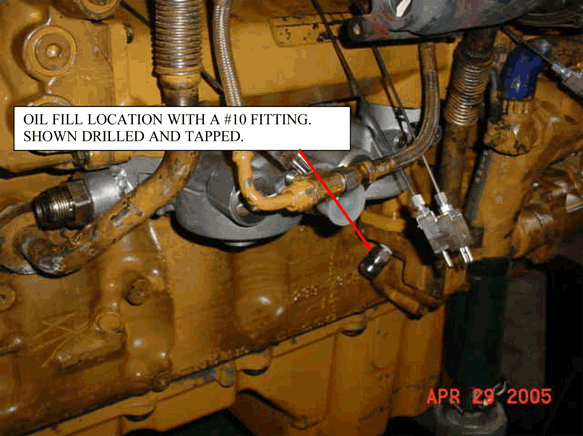 OIL FILL LOCATION WITH A #10 FITTING.
SHOWN DRILLED AND TAPPED.
APR 29 2005